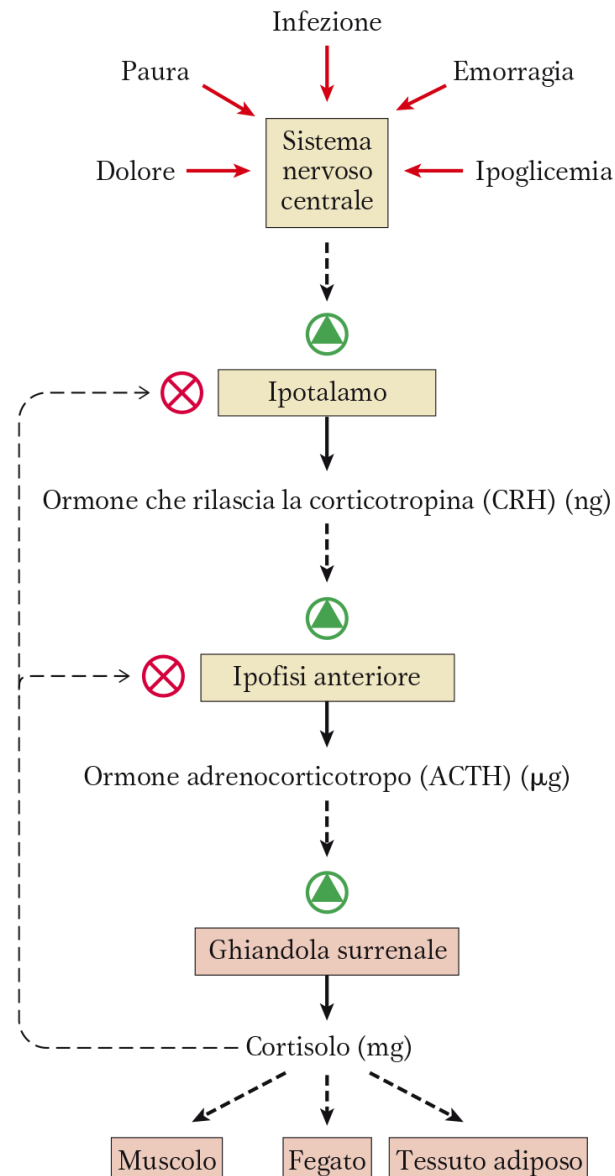 Infezione
Paura
Emorragia
Sistema
nervoso
centrale
Dolore
Ipoglicemia
Ipotalamo
Ormone che rilascia la corticotropina (CRH) (ng)
Ipofisi anteriore
Ormone adrenocorticotropo (ACTH) (μg)
Ghiandola surrenale
Cortisolo (mg)
Muscolo
Fegato
Tessuto adiposo